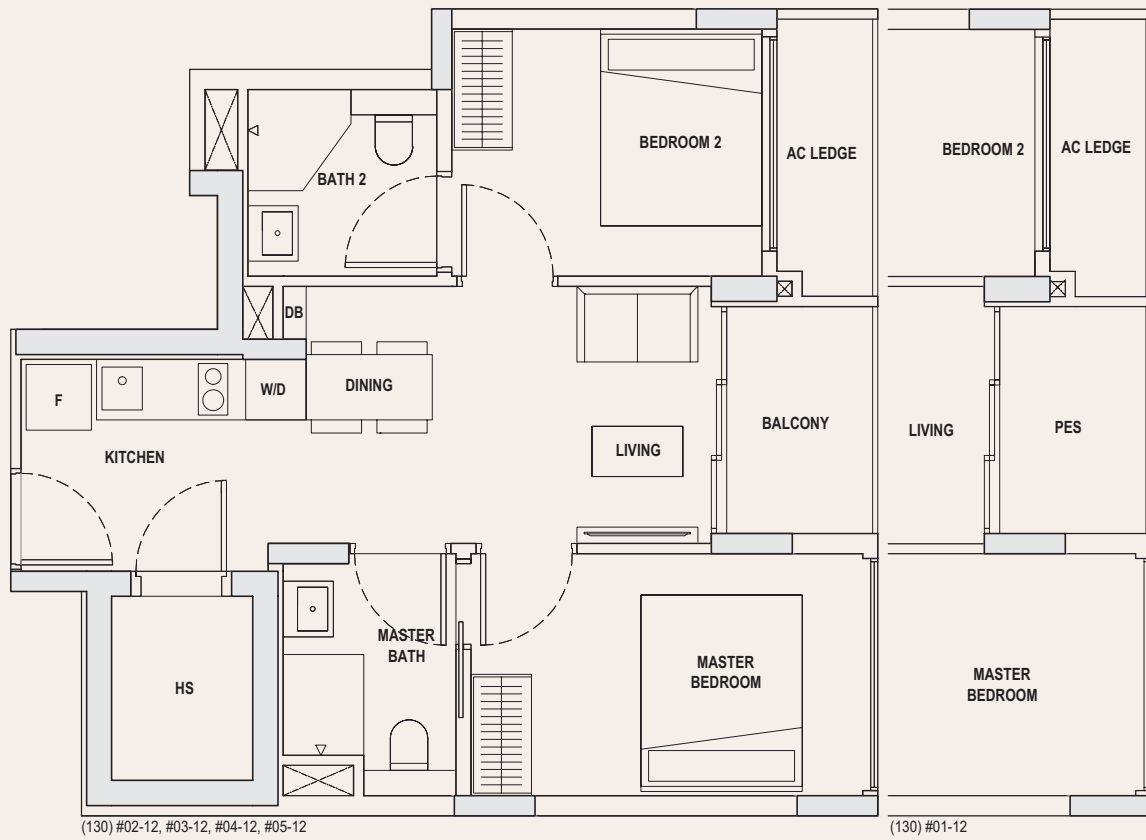 BEDROOM 2
AC LEDGE
BEDROOM 2
AC LEDGE
BATH 2
DB
F
W/D
DINING
BALCONY
LIVING
PES
KITCHEN
LIVING
MASTER
BATH
MASTER
BEDROOM
MASTER
BEDROOM
HS
(130) #02-12, #03-12, #04-12, #05-12
(130) #01-12